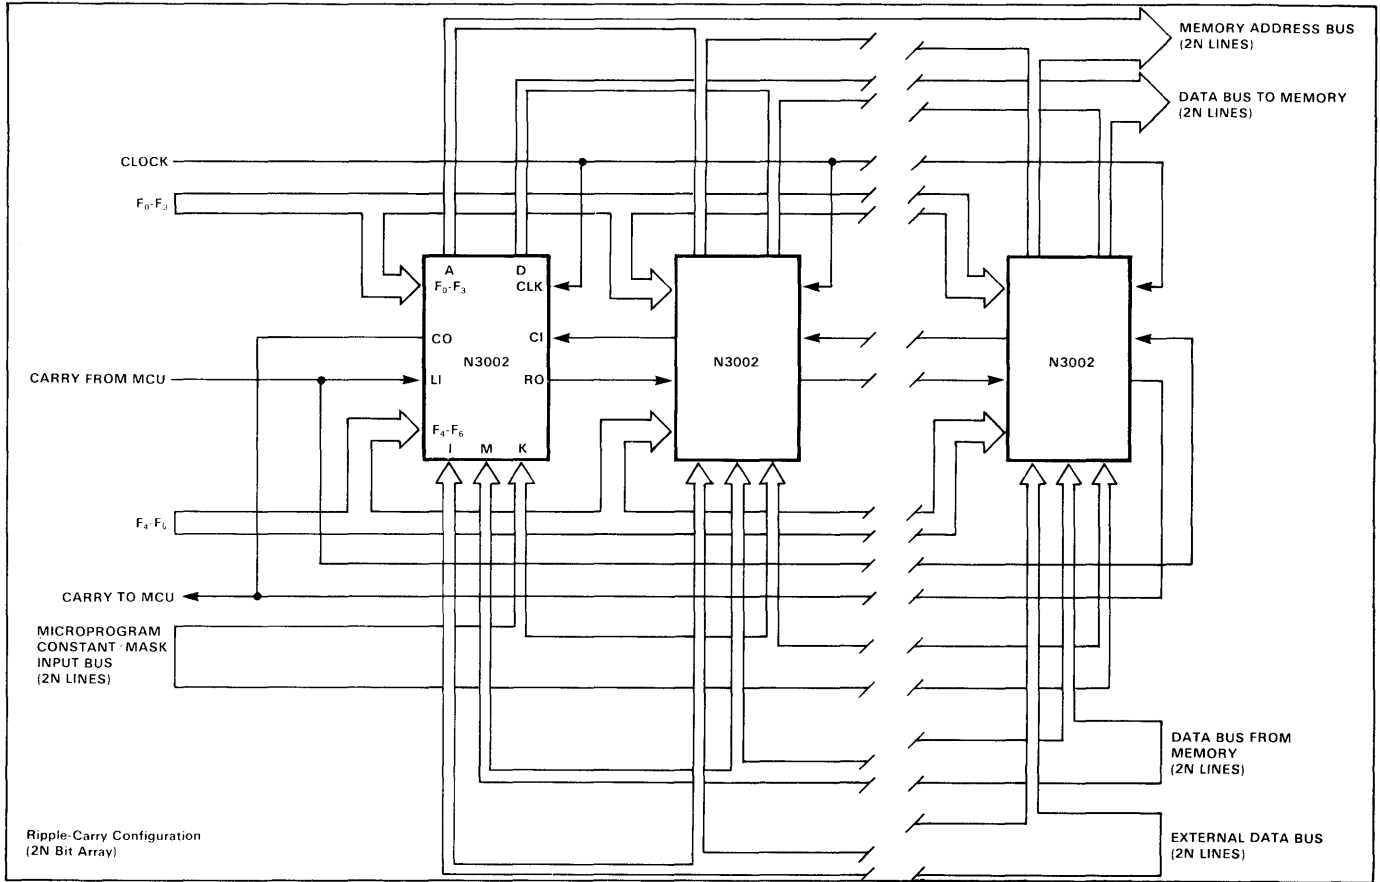 MEMORY ADDRESS BUS
(2N LINES)
DATA BUS TO MEMORY
(2N LINES)
CLOCK
F₀-F₃
A D
F₀-F₃ CLK
CO CI
N3002 N3002 N3002
CARRY FROM MCU
LI RO
F₄-F₆
I M K
F₄-F₆
CARRY TO MCU
MICROPROGRAM
CONSTANT MASK
INPUT BUS
(2N LINES)
DATA BUS FROM
MEMORY
(2N LINES)
EXTERNAL DATA BUS
(2N LINES)
Ripple-Carry Configuration
(2N Bit Array)